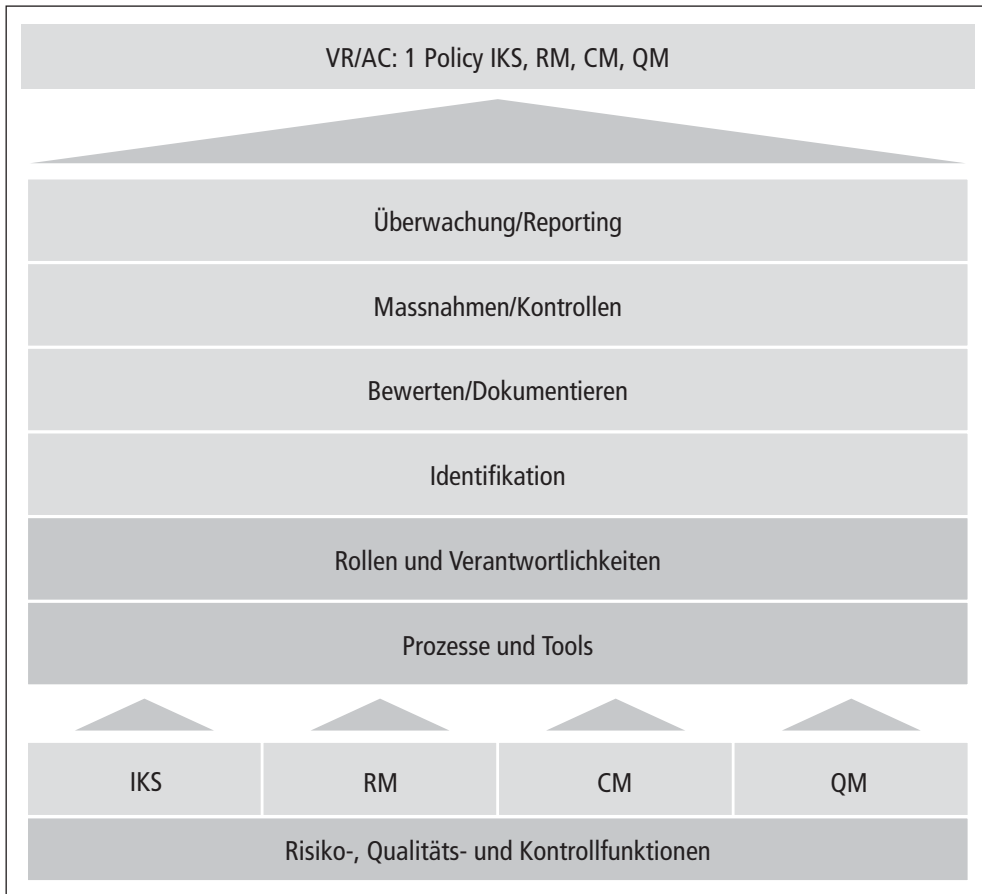 VR/AC: 1 Policy IKS, RM, CM, QM
Überwachung/Reporting
Massnahmen/Kontrollen
Bewerten/Dokumentieren
Identifikation
Rollen und Verantwortlichkeiten
Prozesse und Tools
IKS RM CM QM
Risiko-, Qualitäts- und Kontrollfunktionen